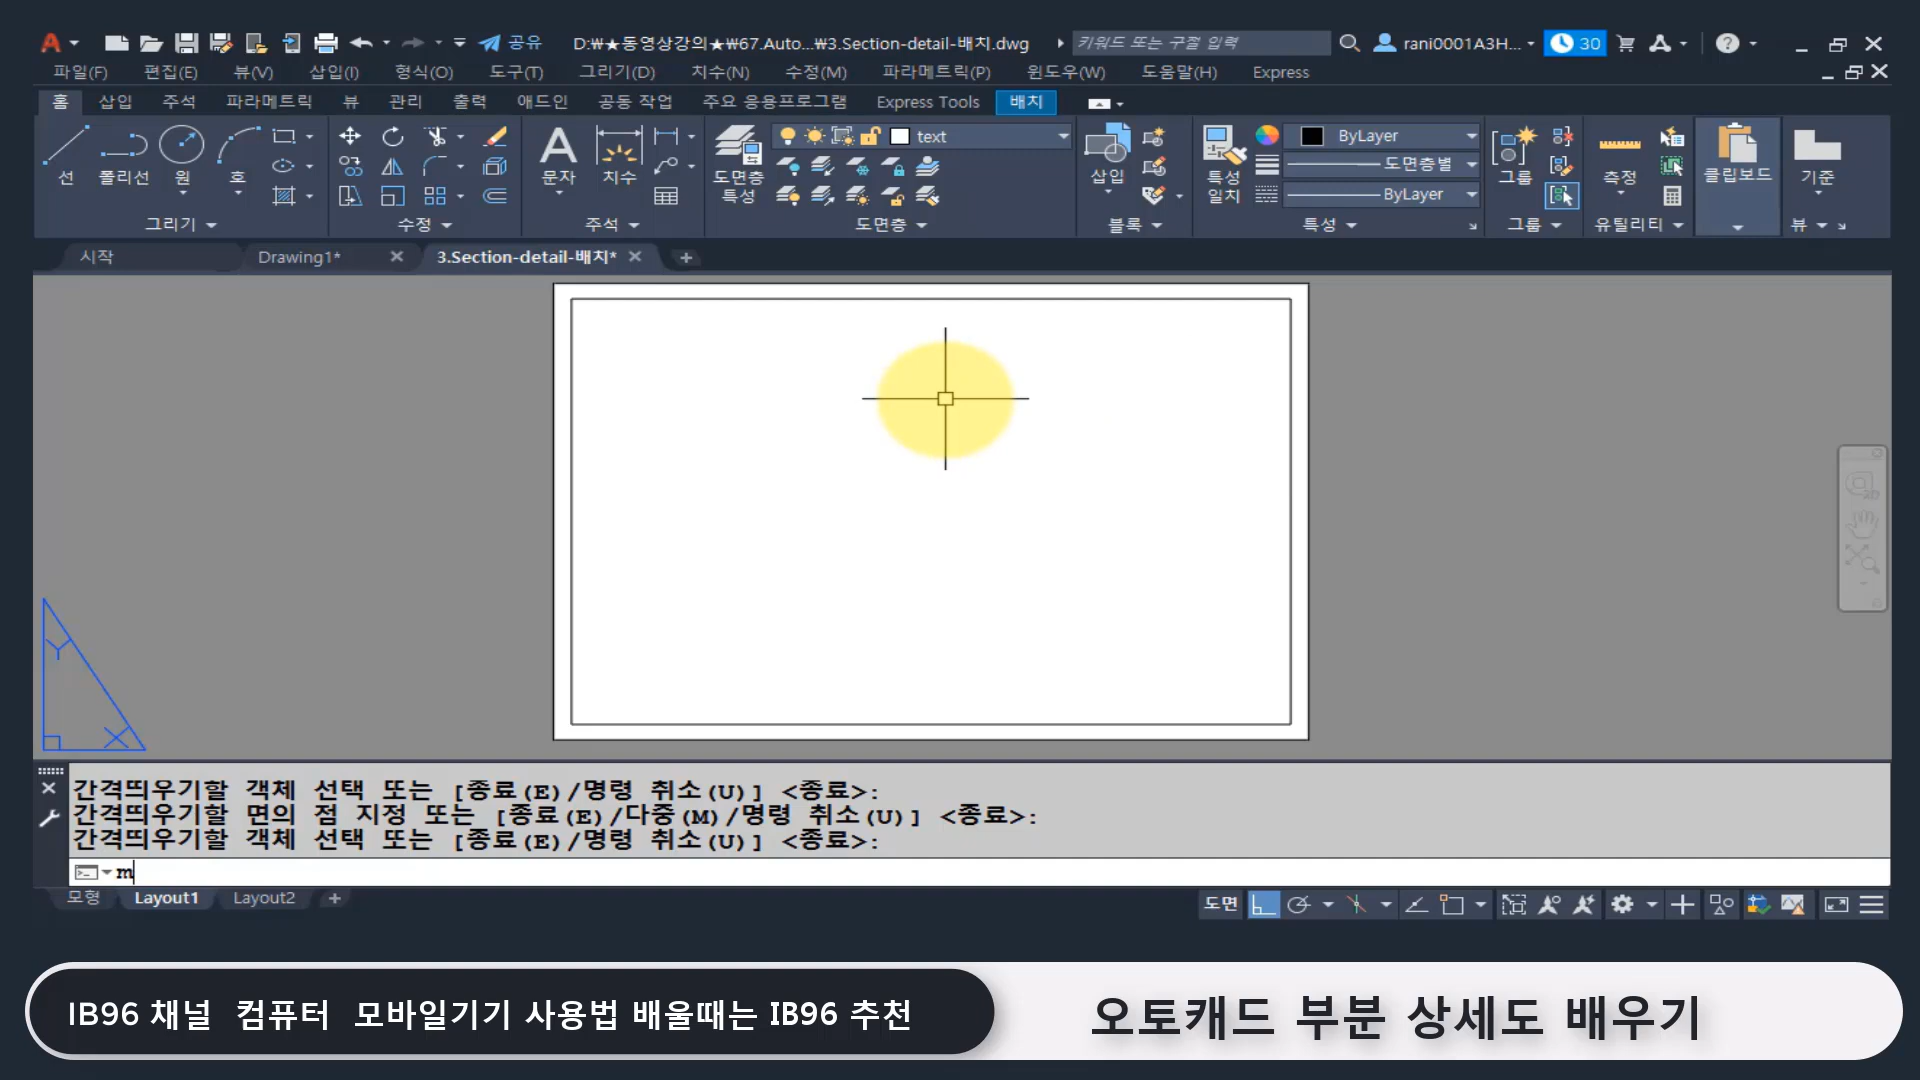 공유
D:₩★동영상강의★₩67.Auto...₩3.Section-detail-배치.dwg
키워드 또는 구절 입력
rani0001A3H...
30
파일(F) 편집(E) 뷰(V) 삽입(I) 형식(O) 도구(T) 그리기(D) 치수(N) 수정(M) 파라메트릭(P) 윈도우(W) 도움말(H) Express
홈 삽입 주석 파라메트릭 뷰 관리 출력 애드인 공동 작업 주요 응용프로그램 Express Tools 배치
text
ByLayer
도면층별
ByLayer
선 폴리선 원 호
문자 치수
도면층 특성
삽입
특성 일치
그룹
측정
클립보드
기준
그리기 수정 주석 도면층 블록 특성 그룹 유틸리티 뷰
시작 Drawing1* 3.Section-detail-배치*
Y
X
간격띄우기할 객체 선택 또는 [종료(E)/명령 취소(U)] <종료>:
간격띄우기할 면의 점 지정 또는 [종료(E)/다중(M)/명령 취소(U)] <종료>:
간격띄우기할 객체 선택 또는 [종료(E)/명령 취소(U)] <종료>:
m
모형 Layout1 Layout2
도면
IB96 채널 컴퓨터 모바일기기 사용법 배울때는 IB96 추천
오토캐드 부분 상세도 배우기